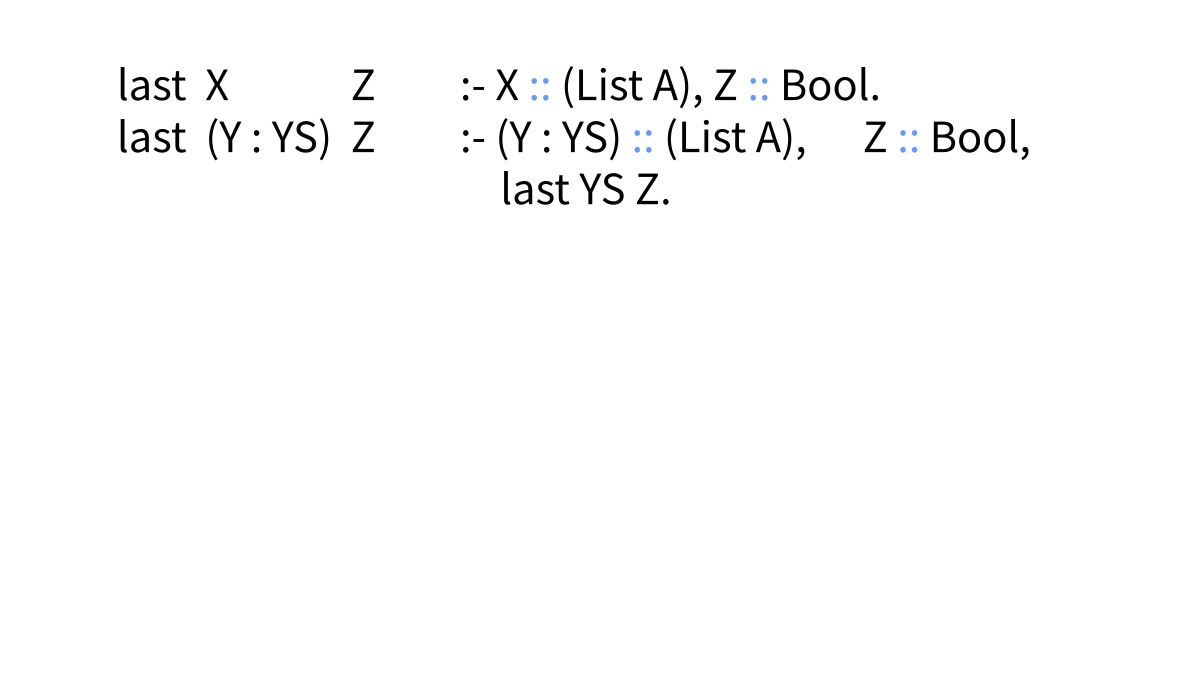 last X Z :- X :: (List A), Z :: Bool.
last (Y : YS) Z :- (Y : YS) :: (List A), Z :: Bool,
last YS Z.